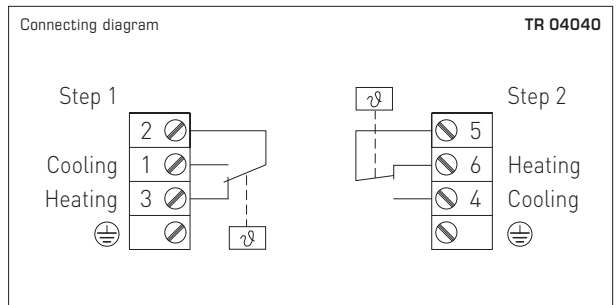 Connecting diagram TR 04040
Step 1
2
Cooling 1
Heating 3
ϑ
ϑ
Step 2
5
6 Heating
4 Cooling